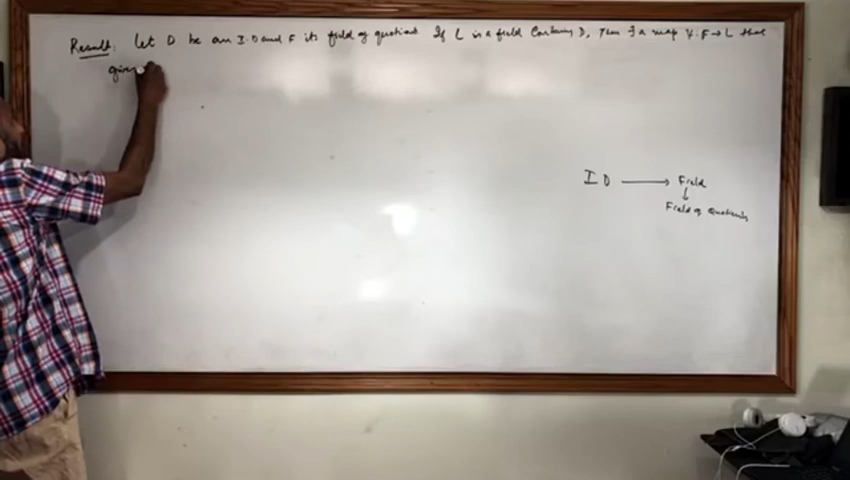 Result: Let D be an I.D and F its field of quotient. If L is a field containing D, then ∃ a map ψ: F → L that
gives
I D → Field
↓
Field of Quotients